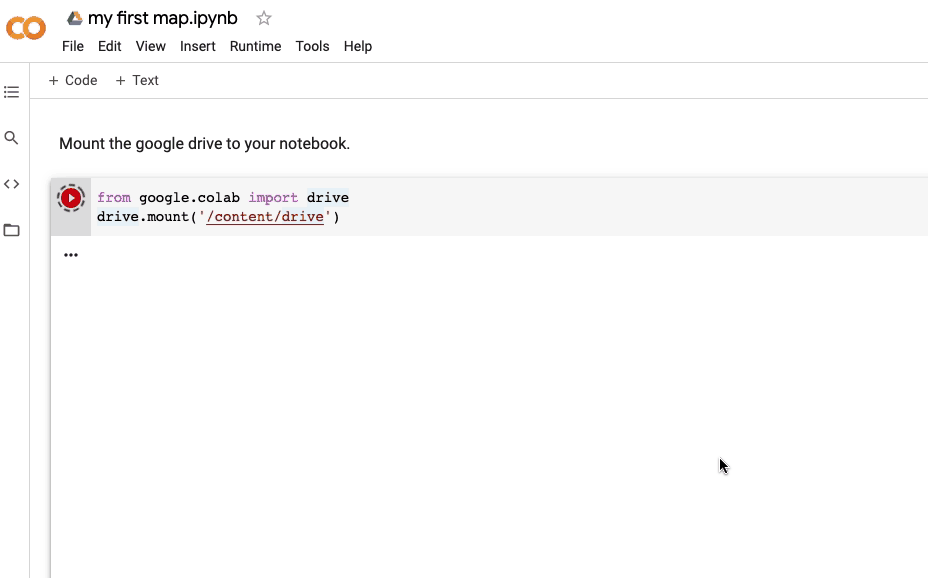 my first map.ipynb
File Edit View Insert Runtime Tools Help
+ Code + Text
Mount the google drive to your notebook.
from google.colab import drive
drive.mount('/content/drive')